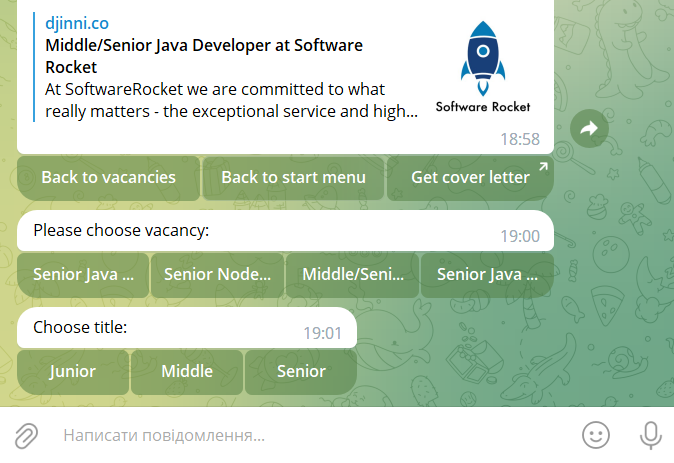 djinni.co
Middle/Senior Java Developer at Software
Rocket
At SoftwareRocket we are committed to what
really matters - the exceptional service and high...
Software Rocket
18:58
Back to vacancies
Back to start menu
Get cover letter
Please choose vacancy:
19:00
Senior Java ...
Senior Node...
Middle/Seni...
Senior Java ...
Choose title:
19:01
Junior
Middle
Senior
Написати повідомлення...